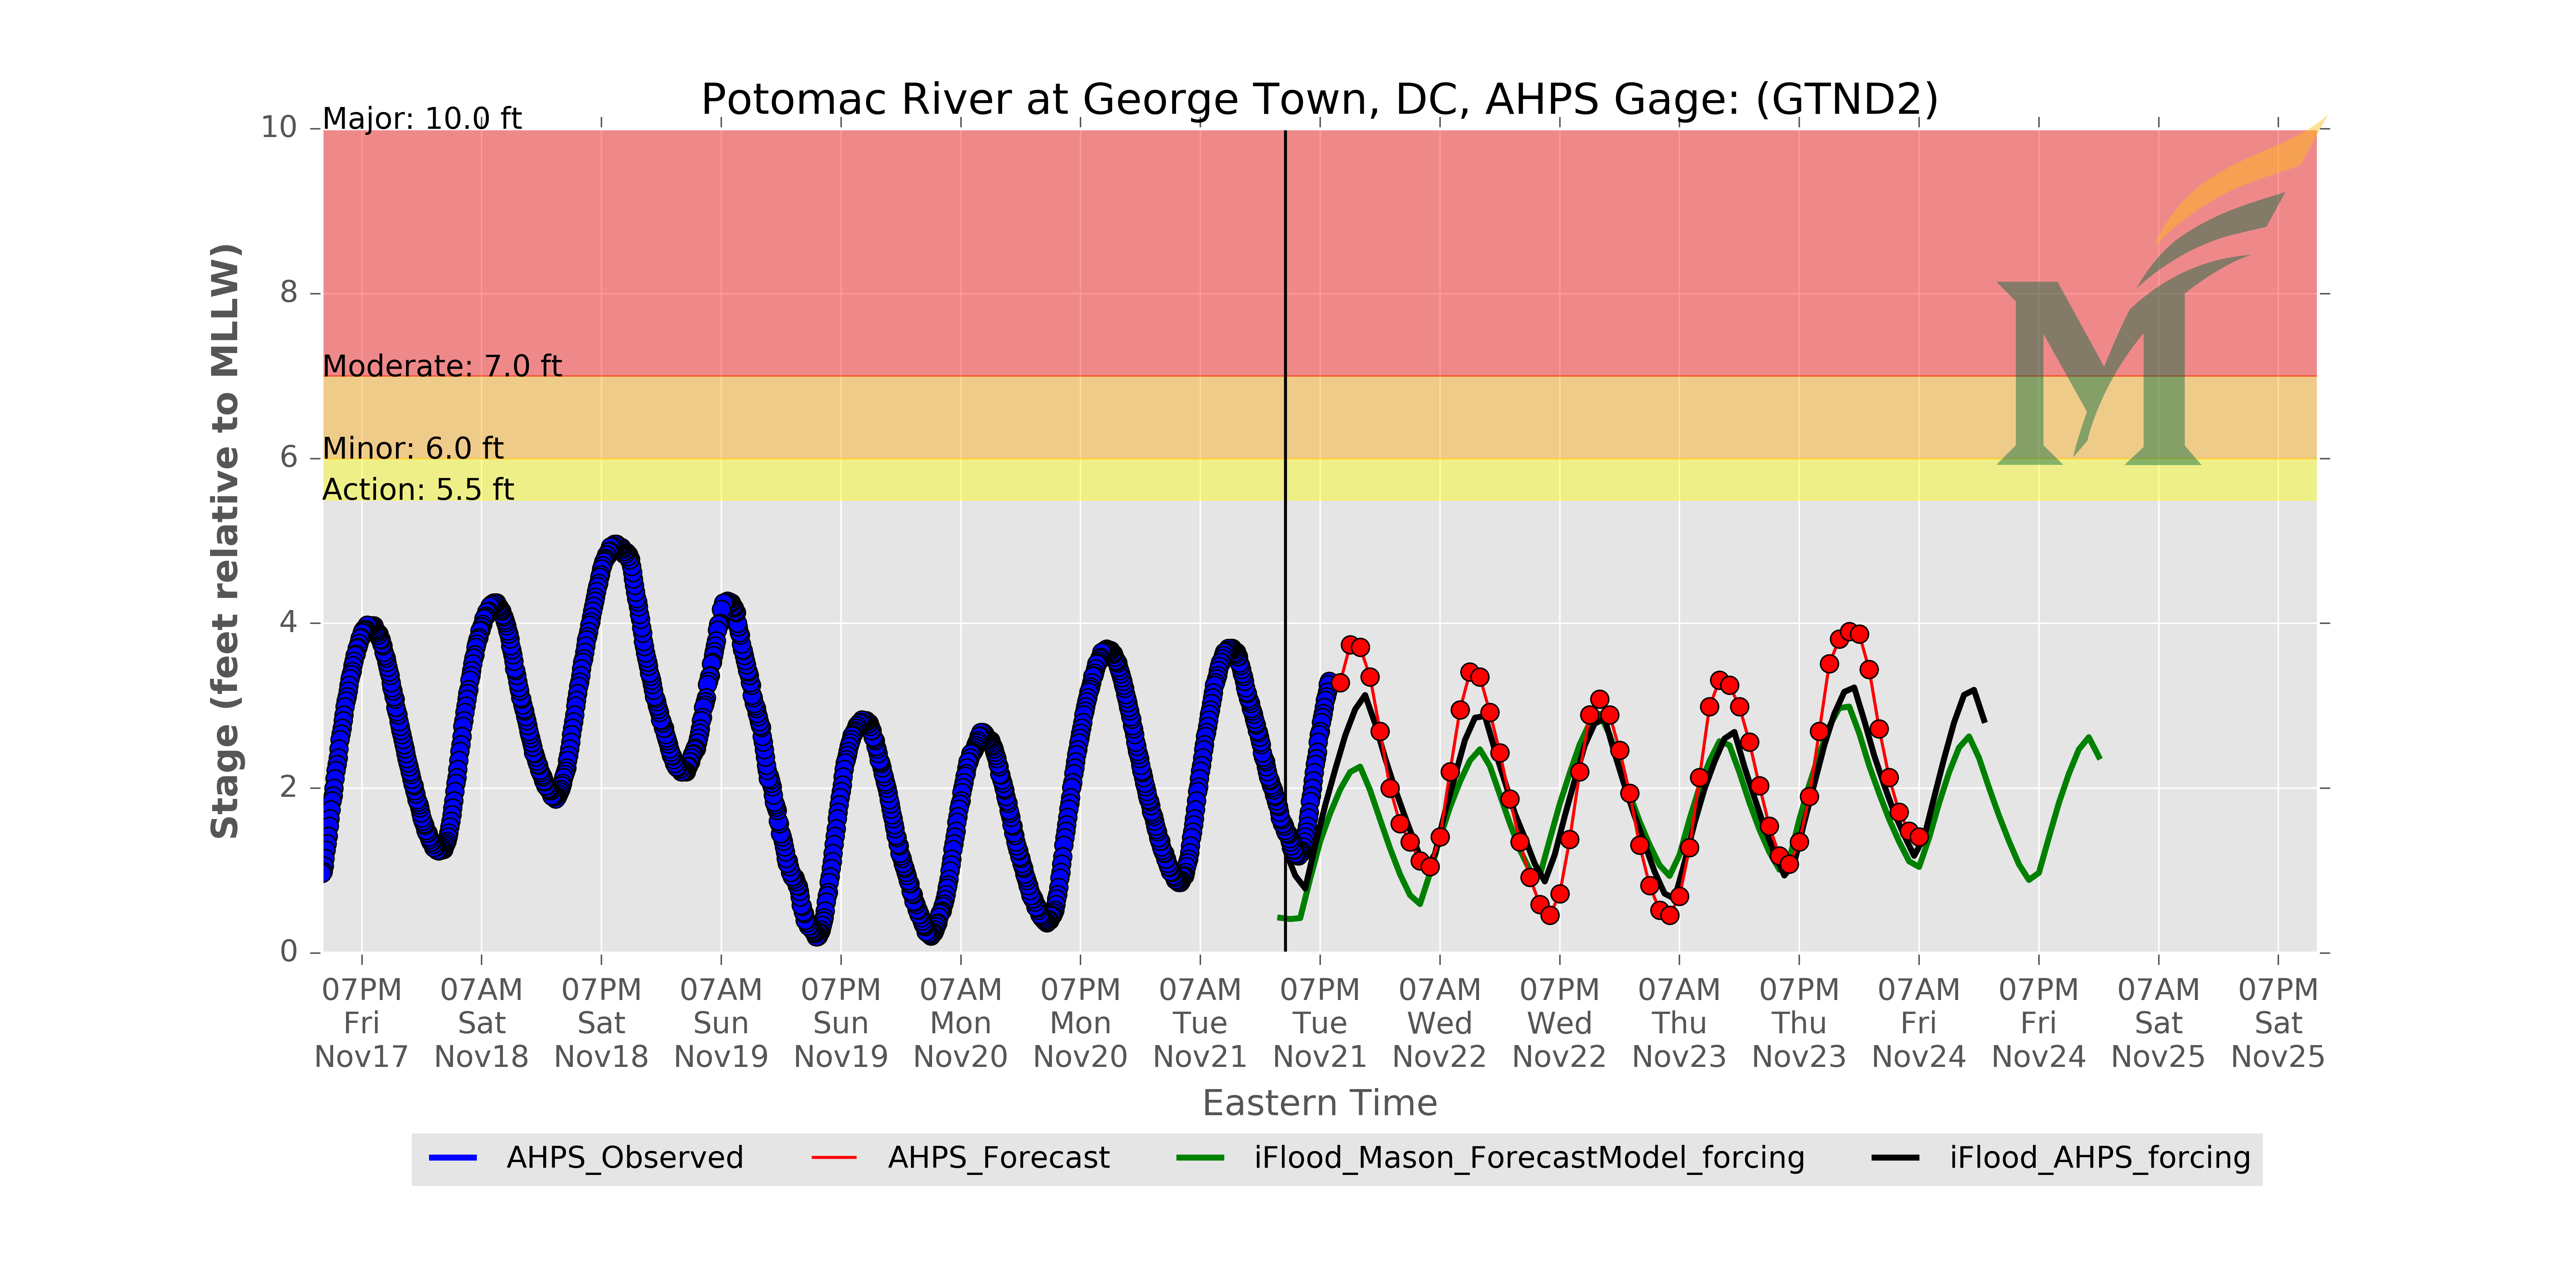 Potomac River at George Town, DC, AHPS Gage: (GTND2)
Major: 10.0 ft
Moderate: 7.0 ft
Minor: 6.0 ft
Action: 5.5 ft
Stage (feet relative to MLLW)
10
8
6
4
2
0
07PM 07AM 07PM 07AM 07PM 07AM 07PM 07AM 07PM 07AM 07PM 07AM 07PM 07AM 07PM 07AM 07PM
Fri Sat Sat Sun Sun Mon Mon Tue Tue Wed Wed Thu Thu Fri Fri Sat Sat
Nov17 Nov18 Nov18 Nov19 Nov19 Nov20 Nov20 Nov21 Nov21 Nov22 Nov22 Nov23 Nov23 Nov24 Nov24 Nov25 Nov25
Eastern Time
AHPS_Observed AHPS_Forecast iFlood_Mason_ForecastModel_forcing iFlood_AHPS_forcing
M